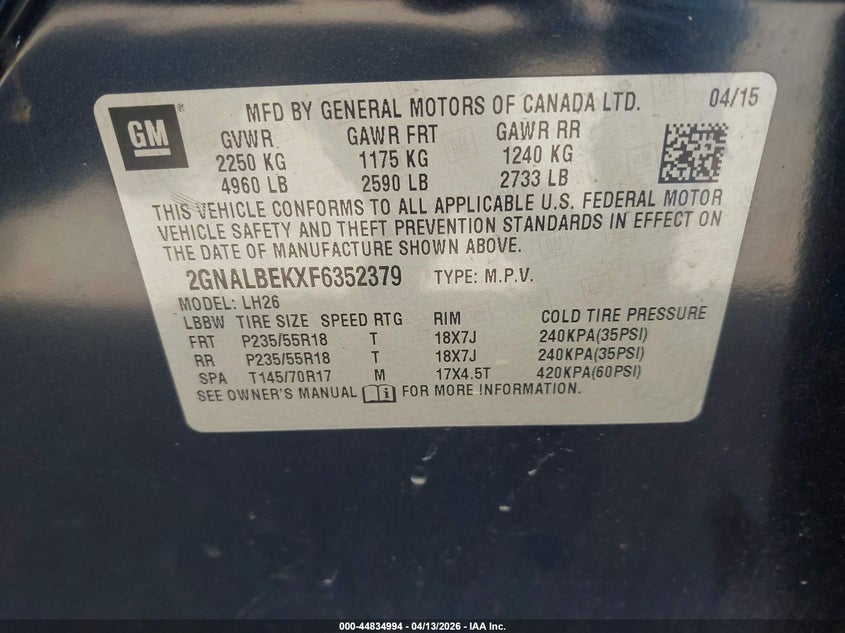 GM ®
MFD BY GENERAL MOTORS OF CANADA LTD. 04/15
GVWR GAWR FRT GAWR RR
2250 KG 1175 KG 1240 KG
4960 LB 2590 LB 2733 LB
THIS VEHICLE CONFORMS TO ALL APPLICABLE U.S. FEDERAL MOTOR
VEHICLE SAFETY AND THEFT PREVENTION STANDARDS IN EFFECT ON
THE DATE OF MANUFACTURE SHOWN ABOVE.
2GNALBEKXF6352379 TYPE: M.P.V.
MODEL: LH26
LBBW TIRE SIZE SPEED RTG RIM COLD TIRE PRESSURE
FRT P235/55R18 T 18X7J 240KPA(35PSI)
RR P235/55R18 T 18X7J 240KPA(35PSI)
SPA T145/70R17 M 17X4.5T 420KPA(60PSI)
SEE OWNER'S MANUAL FOR MORE INFORMATION.
000-44834994 - 04/13/2026 - IAA Inc.